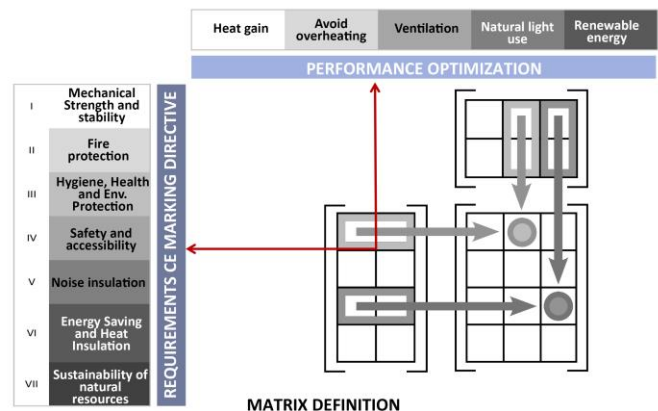 Heat gain
Avoid
overheating
Ventilation
Natural light
use
Renewable
energy
PERFORMANCE OPTIMIZATION
REQUIREMENTS CE MARKING DIRECTIVE
I
Mechanical
Strength and
stability
II
Fire
protection
III
Hygiene, Health
and Env.
Protection
IV
Safety and
accessibility
V
Noise insulation
VI
Energy Saving
and Heat
Insulation
VII
Sustainability of
natural
resources
MATRIX DEFINITION